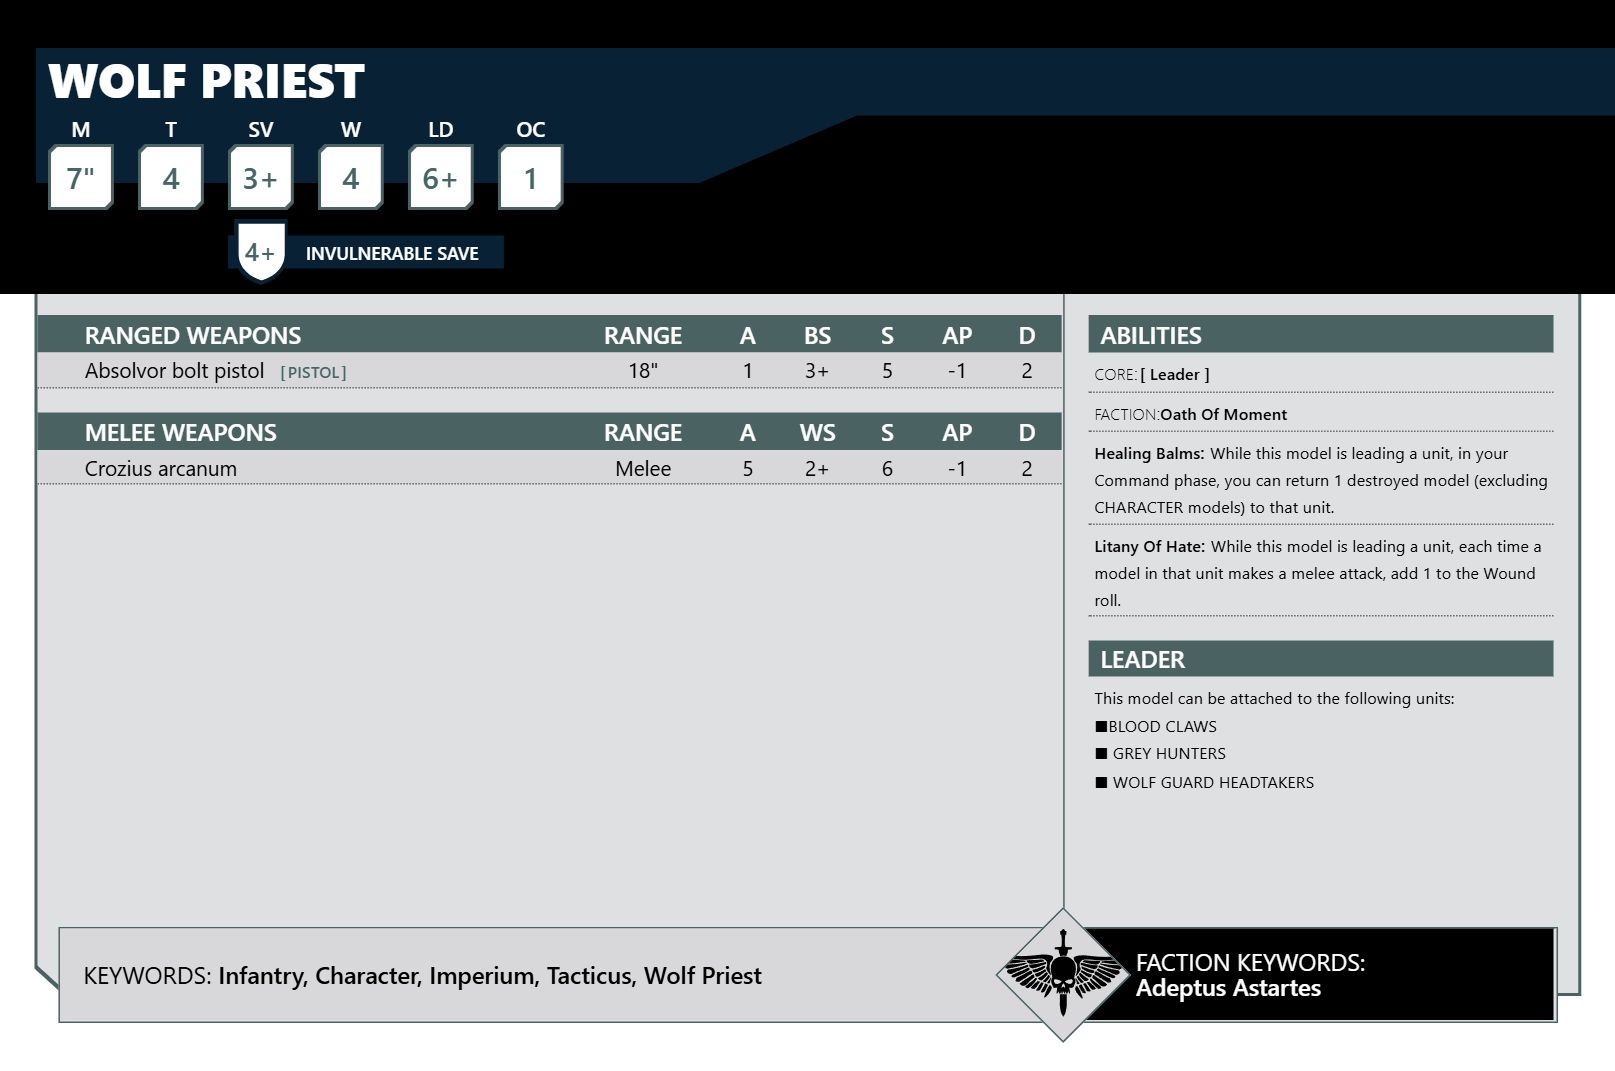 WOLF PRIEST
M T SV W LD OC
7" 4 3+ 4 6+ 1
4+ INVULNERABLE SAVE
RANGED WEAPONS RANGE A BS S AP D
Absolvor bolt pistol [PISTOL] 18" 1 3+ 5 -1 2
MELEE WEAPONS RANGE A WS S AP D
Crozius arcanum Melee 5 2+ 6 -1 2
ABILITIES
CORE: [ Leader ]
FACTION:Oath Of Moment
Healing Balms: While this model is leading a unit, in your
Command phase, you can return 1 destroyed model (excluding
CHARACTER models) to that unit.
Litany Of Hate: While this model is leading a unit, each time a
model in that unit makes a melee attack, add 1 to the Wound
roll.
LEADER
This model can be attached to the following units:
■BLOOD CLAWS
■ GREY HUNTERS
■ WOLF GUARD HEADTAKERS
KEYWORDS: Infantry, Character, Imperium, Tacticus, Wolf Priest
FACTION KEYWORDS:
Adeptus Astartes